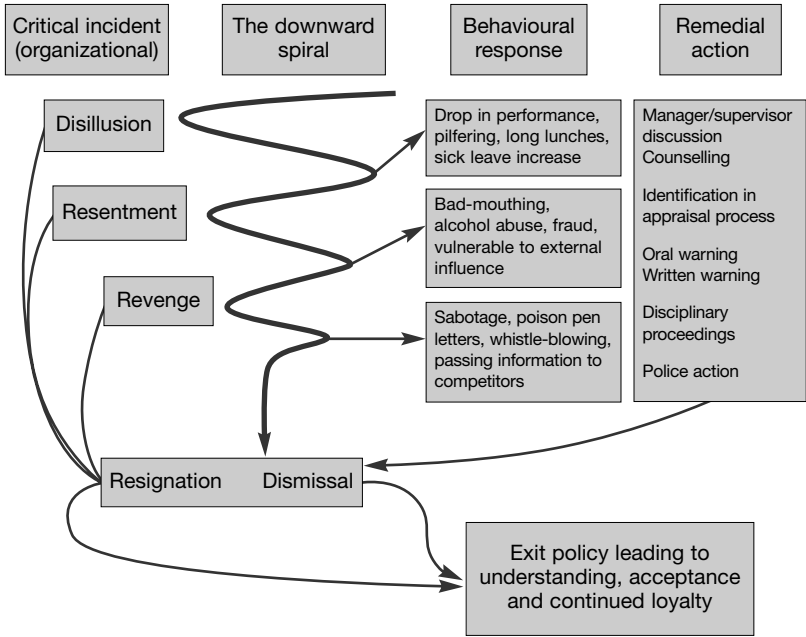 Critical incident
(organizational)
The downward
spiral
Behavioural
response
Remedial
action
Disillusion
Resentment
Revenge
Drop in performance,
pilfering, long lunches,
sick leave increase
Bad-mouthing,
alcohol abuse, fraud,
vulnerable to external
influence
Sabotage, poison pen
letters, whistle-blowing,
passing information to
competitors
Manager/supervisor
discussion
Counselling
Identification in
appraisal process
Oral warning
Written warning
Disciplinary
proceedings
Police action
Resignation Dismissal
Exit policy leading to
understanding, acceptance
and continued loyalty